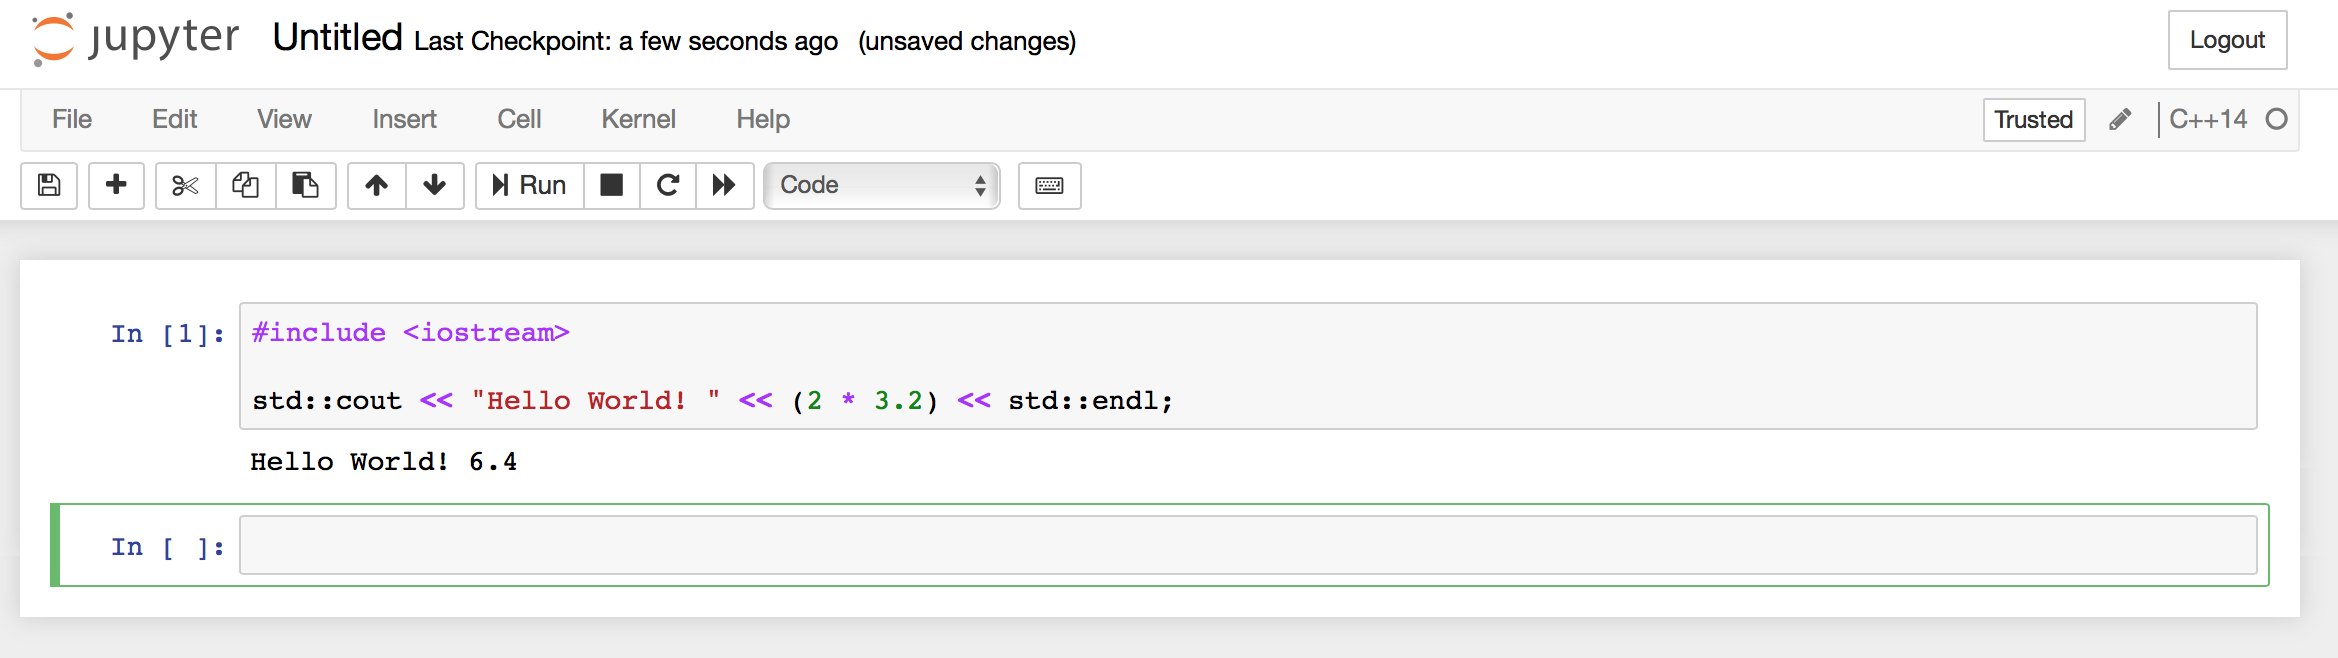 jupyter Untitled Last Checkpoint: a few seconds ago (unsaved changes) Logout
File Edit View Insert Cell Kernel Help Trusted C++14
Run Code
In [1]: #include <iostream>
std::cout << "Hello World! " << (2 * 3.2) << std::endl;
Hello World! 6.4
In [ ]: